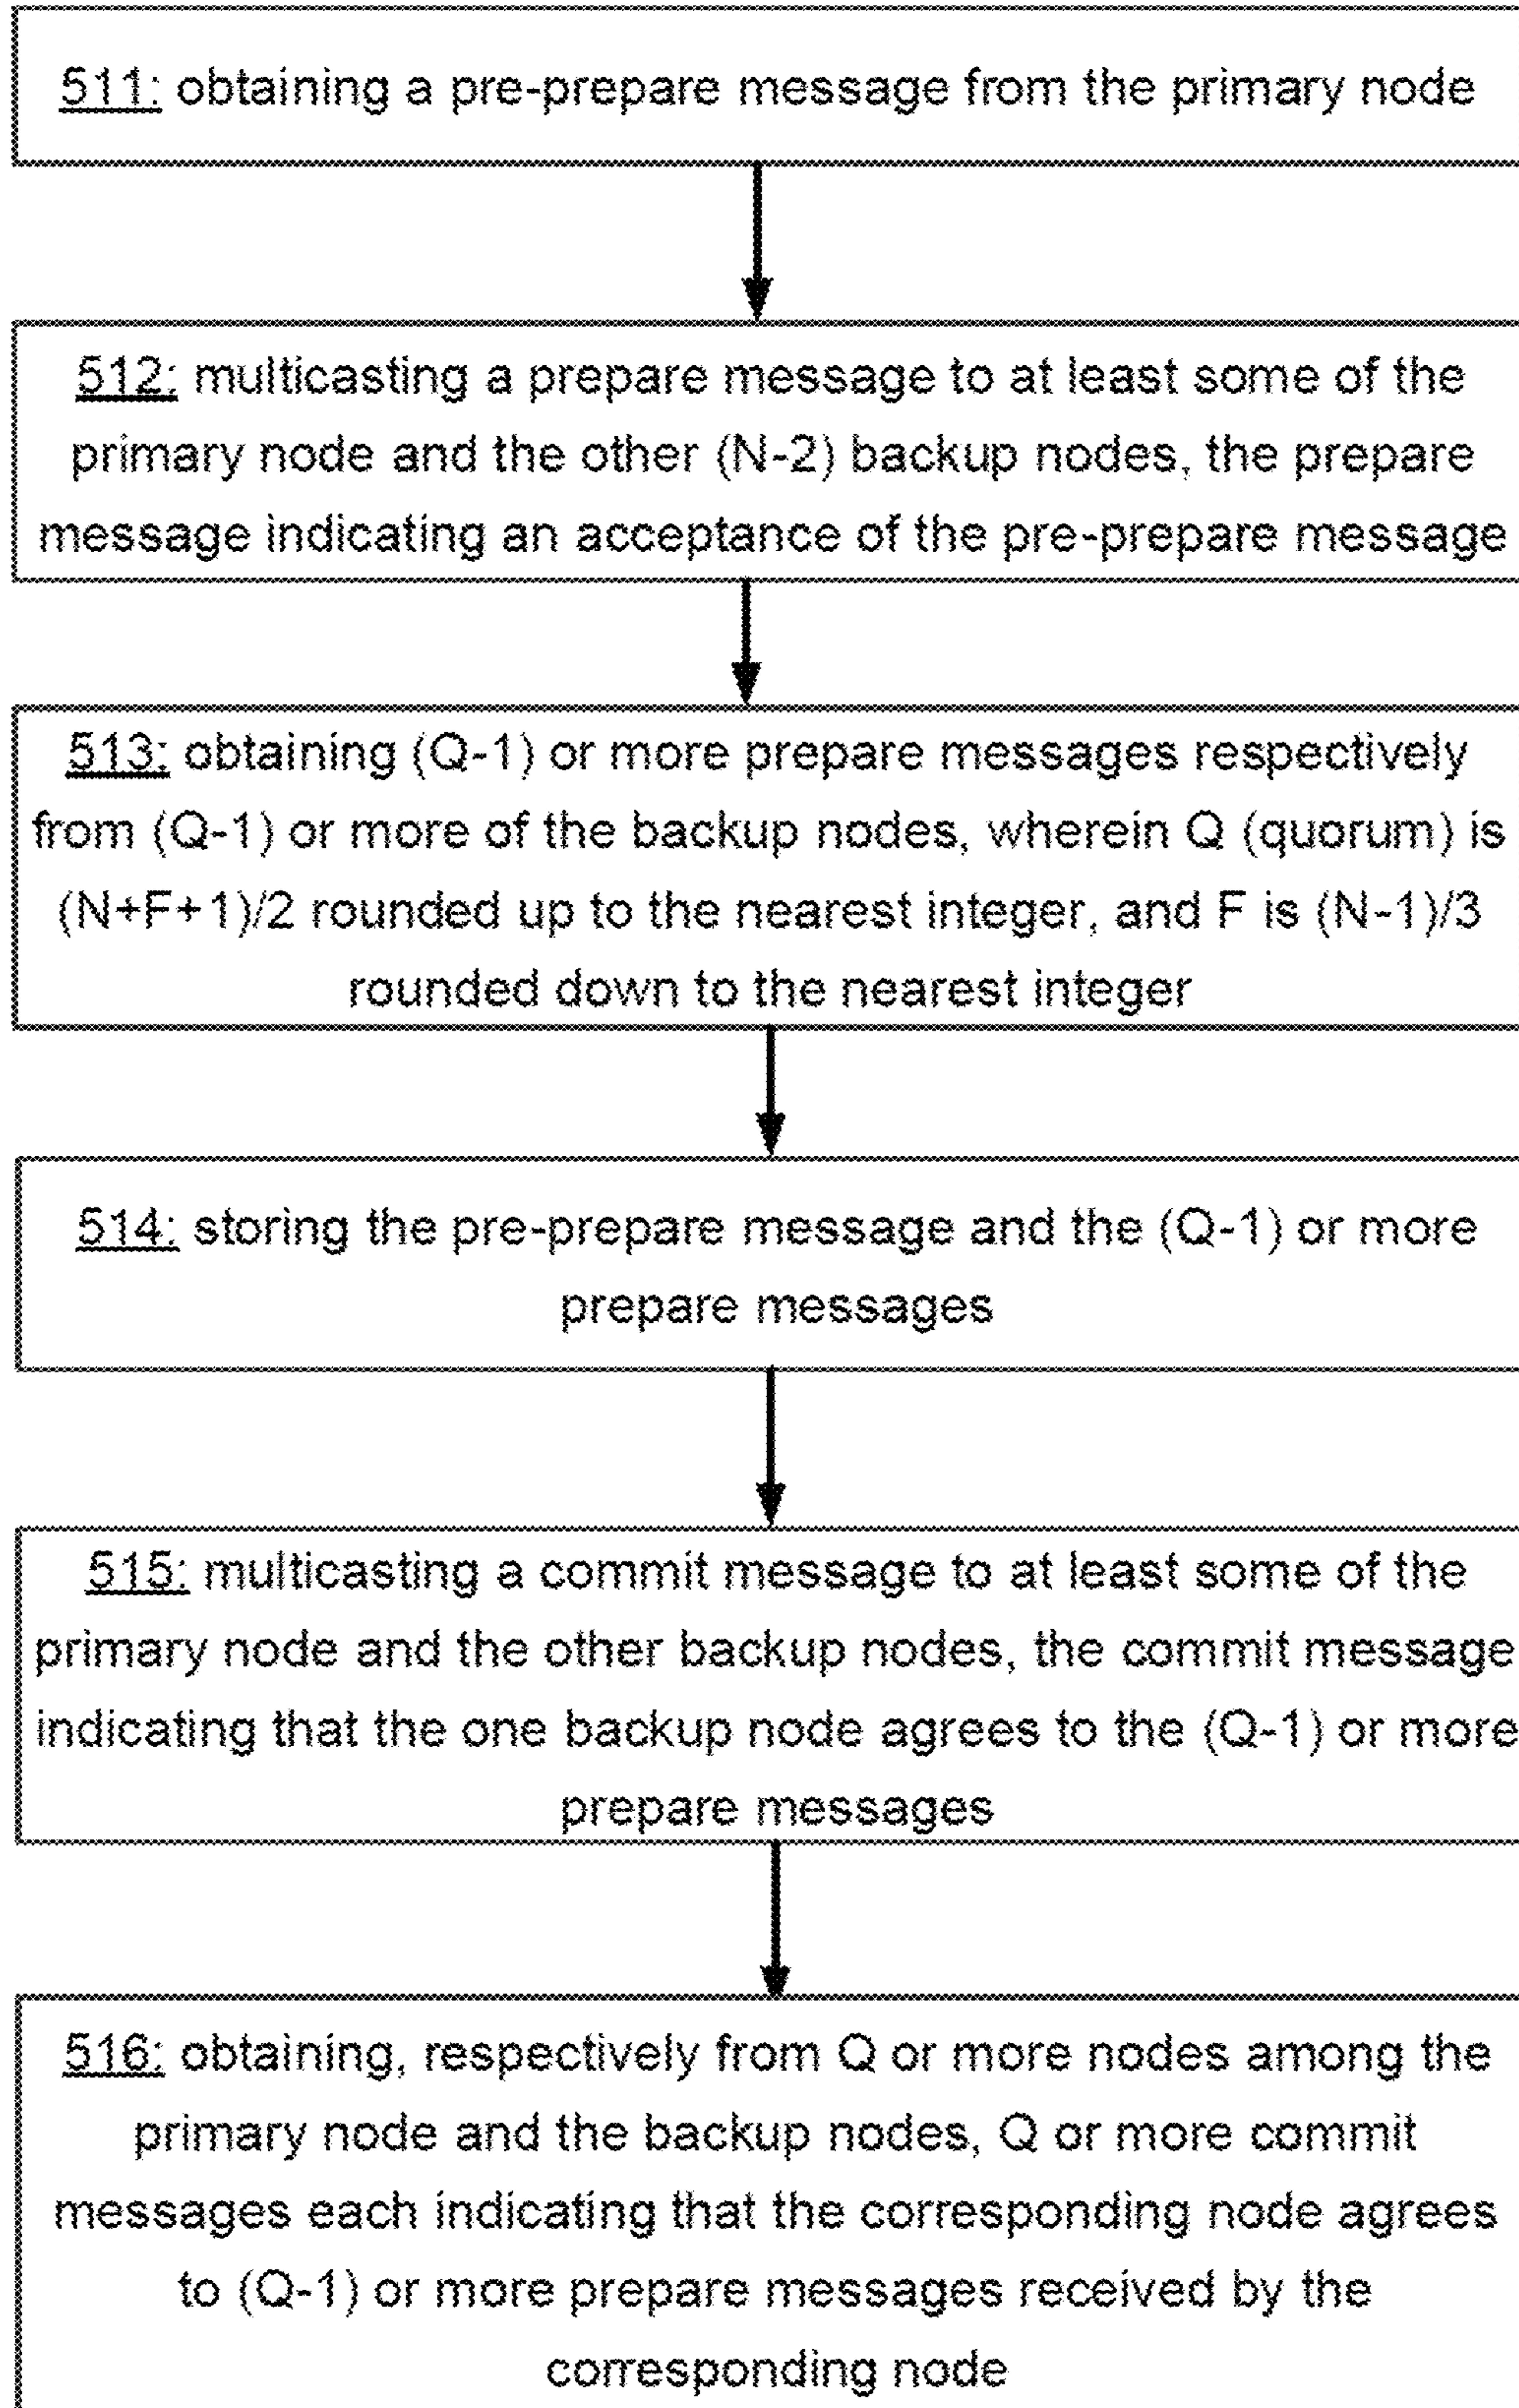 511: obtaining a pre-prepare message from the primary node
512: multicasting a prepare message to at least some of the
primary node and the other (N-2) backup nodes, the prepare
message indicating an acceptance of the pre-prepare message
513: obtaining (Q-1) or more prepare messages respectively
from (Q-1) or more of the backup nodes, wherein Q (quorum) is
(N+F+1)/2 rounded up to the nearest integer, and F is (N-1)/3
rounded down to the nearest integer
514: storing the pre-prepare message and the (Q-1) or more
prepare messages
515: multicasting a commit message to at least some of the
primary node and the other backup nodes, the commit message
indicating that the one backup node agrees to the (Q-1) or more
prepare messages
516: obtaining, respectively from Q or more nodes among the
primary node and the backup nodes, Q or more commit
messages each indicating that the corresponding node agrees
to (Q-1) or more prepare messages received by the
corresponding node